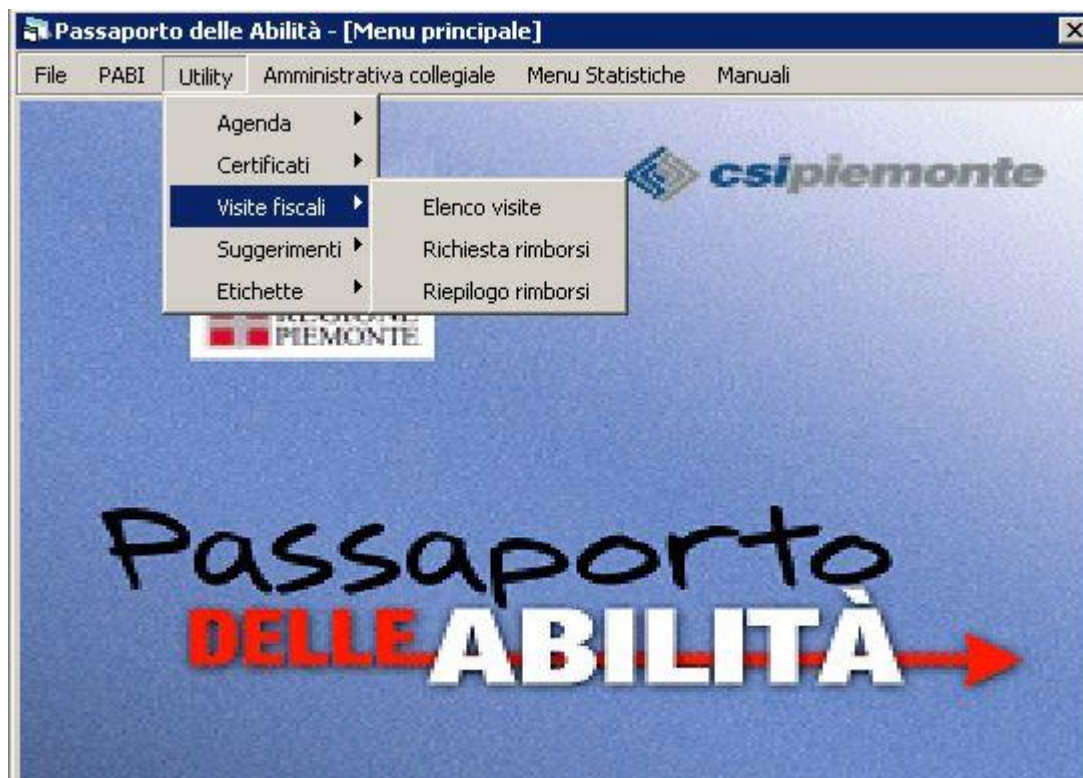 Passaporto delle Abilità - [Menu principale]
File PABI Utility Amministrativa collegiale Menu Statistiche Manuali
Agenda
Certificati
Visite fiscali
Suggerimenti
Etichette
Elenco visite
Richiesta rimborsi
Riepilogo rimborsi
csipiemonte
REGIONE
PIEMONTE
Passaporto
DELLE ABILITÀ